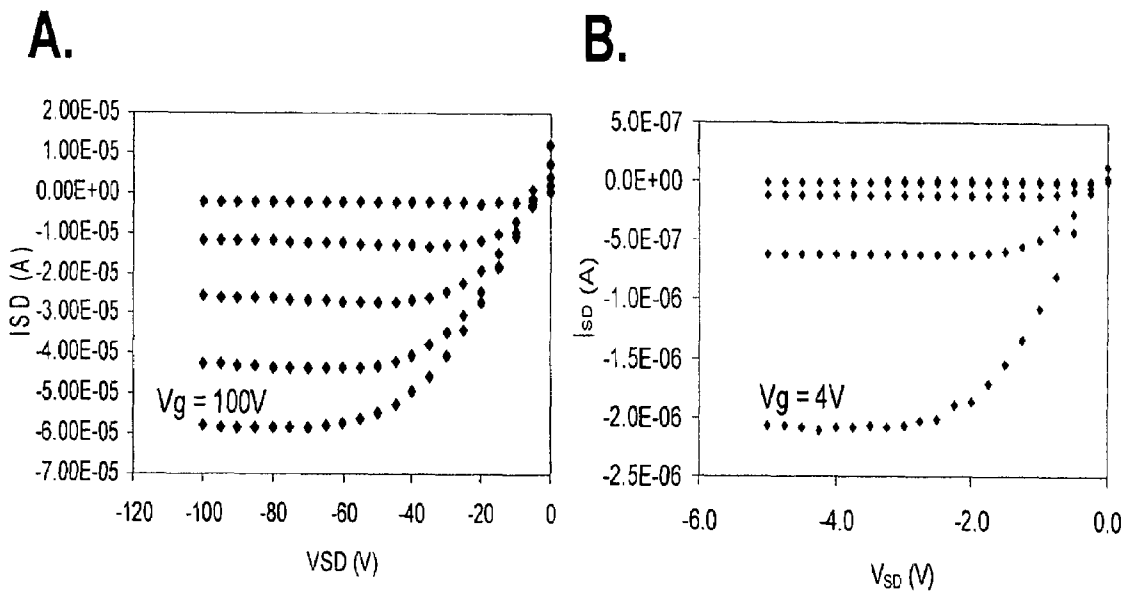 A.
2.00E-05
1.00E-05
0.00E+00
-1.00E-05
-2.00E-05
-3.00E-05
-4.00E-05
-5.00E-05
-6.00E-05
-7.00E-05
ISD (A)
Vg = 100V
-120 -100 -80 -60 -40 -20 0
VSD (V)
B.
5.0E-07
0.0E+00
-5.0E-07
-1.0E-06
-1.5E-06
-2.0E-06
-2.5E-06
ISD (A)
Vg = 4V
-6.0 -4.0 -2.0 0.0
VSD (V)